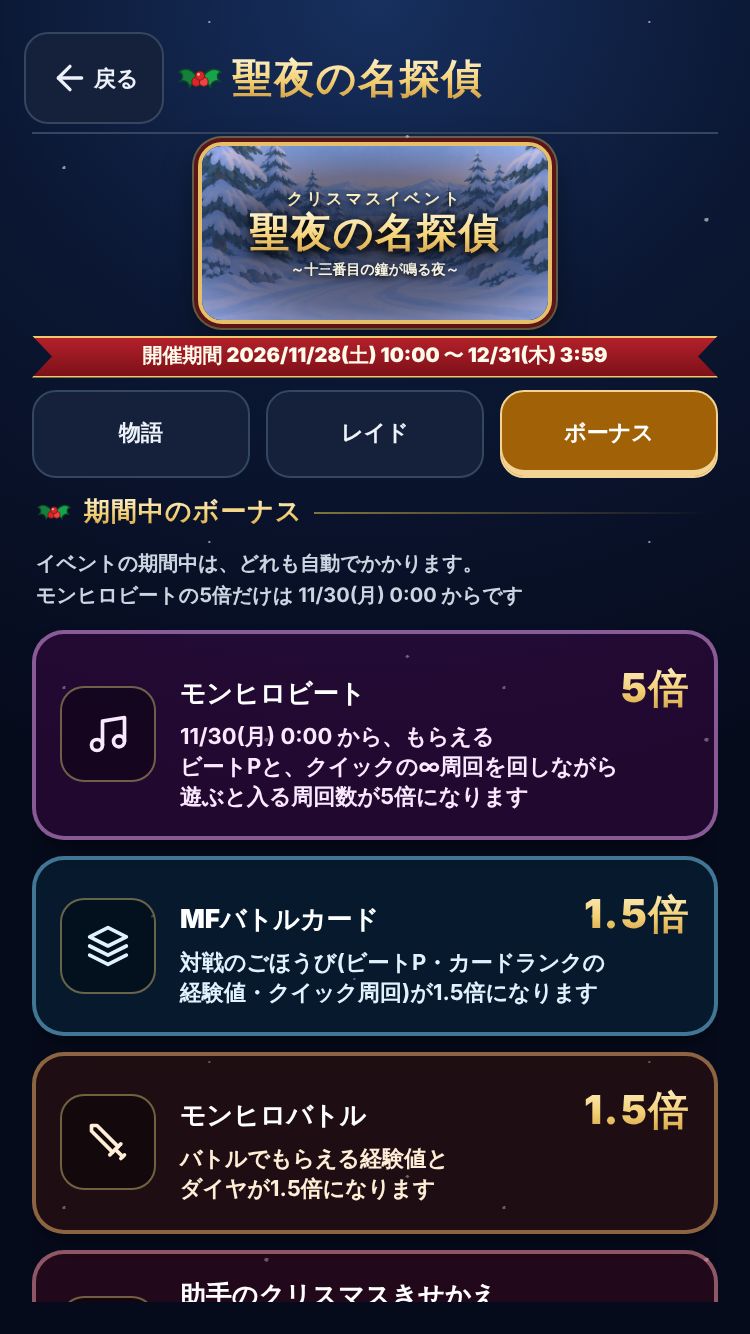 戻る
聖夜の名探偵
クリスマスイベント
聖夜の名探偵
～十三番目の鐘が鳴る夜～
開催期間 2026/11/28(土) 10:00 〜 12/31(木) 3:59
物語
レイド
ボーナス
期間中のボーナス
イベントの期間中は、どれも自動でかかります。
モンヒロビートの5倍だけは 11/30(月) 0:00 からです
モンヒロビート
5倍
11/30(月) 0:00 から、もらえる
ビートPと、クイックの∞周回を回しながら
遊ぶと入る周回数が5倍になります
MFバトルカード
1.5倍
対戦のごほうび(ビートP・カードランクの
経験値・クイック周回)が1.5倍になります
モンヒロバトル
1.5倍
バトルでもらえる経験値と
ダイヤが1.5倍になります
助手のクリスマスきせかえ